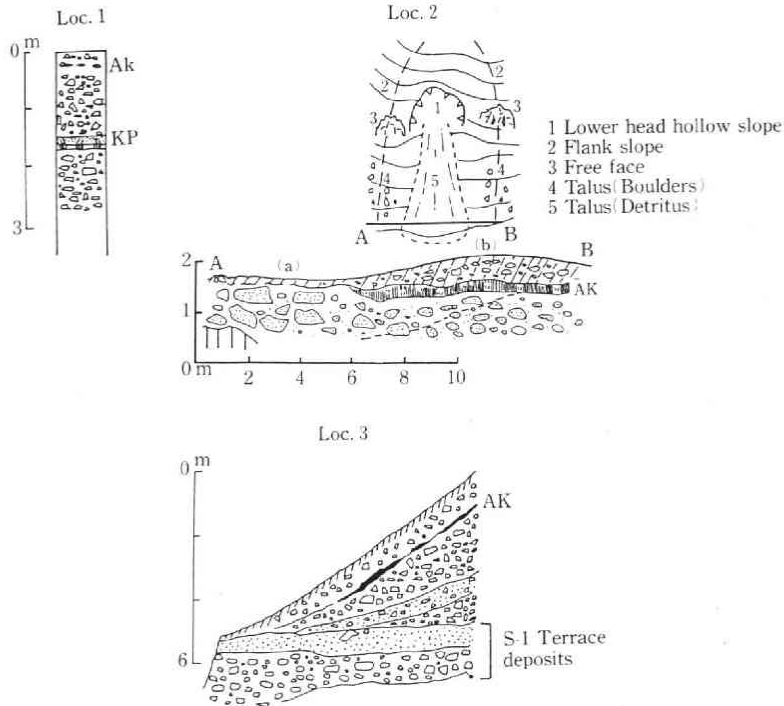 Loc. 1
0 m
Ak
KP
3
Loc. 2
2
2
1
3
3
4
5
4
A
B
(b)
1 Lower head hollow slope
2 Flank slope
3 Free face
4 Talus(Boulders)
5 Talus(Detritus)
2
A
(a)
B
AK
1
0 m
2
4
6
8
10
Loc. 3
0 m
AK
6
S-1 Terrace
deposits